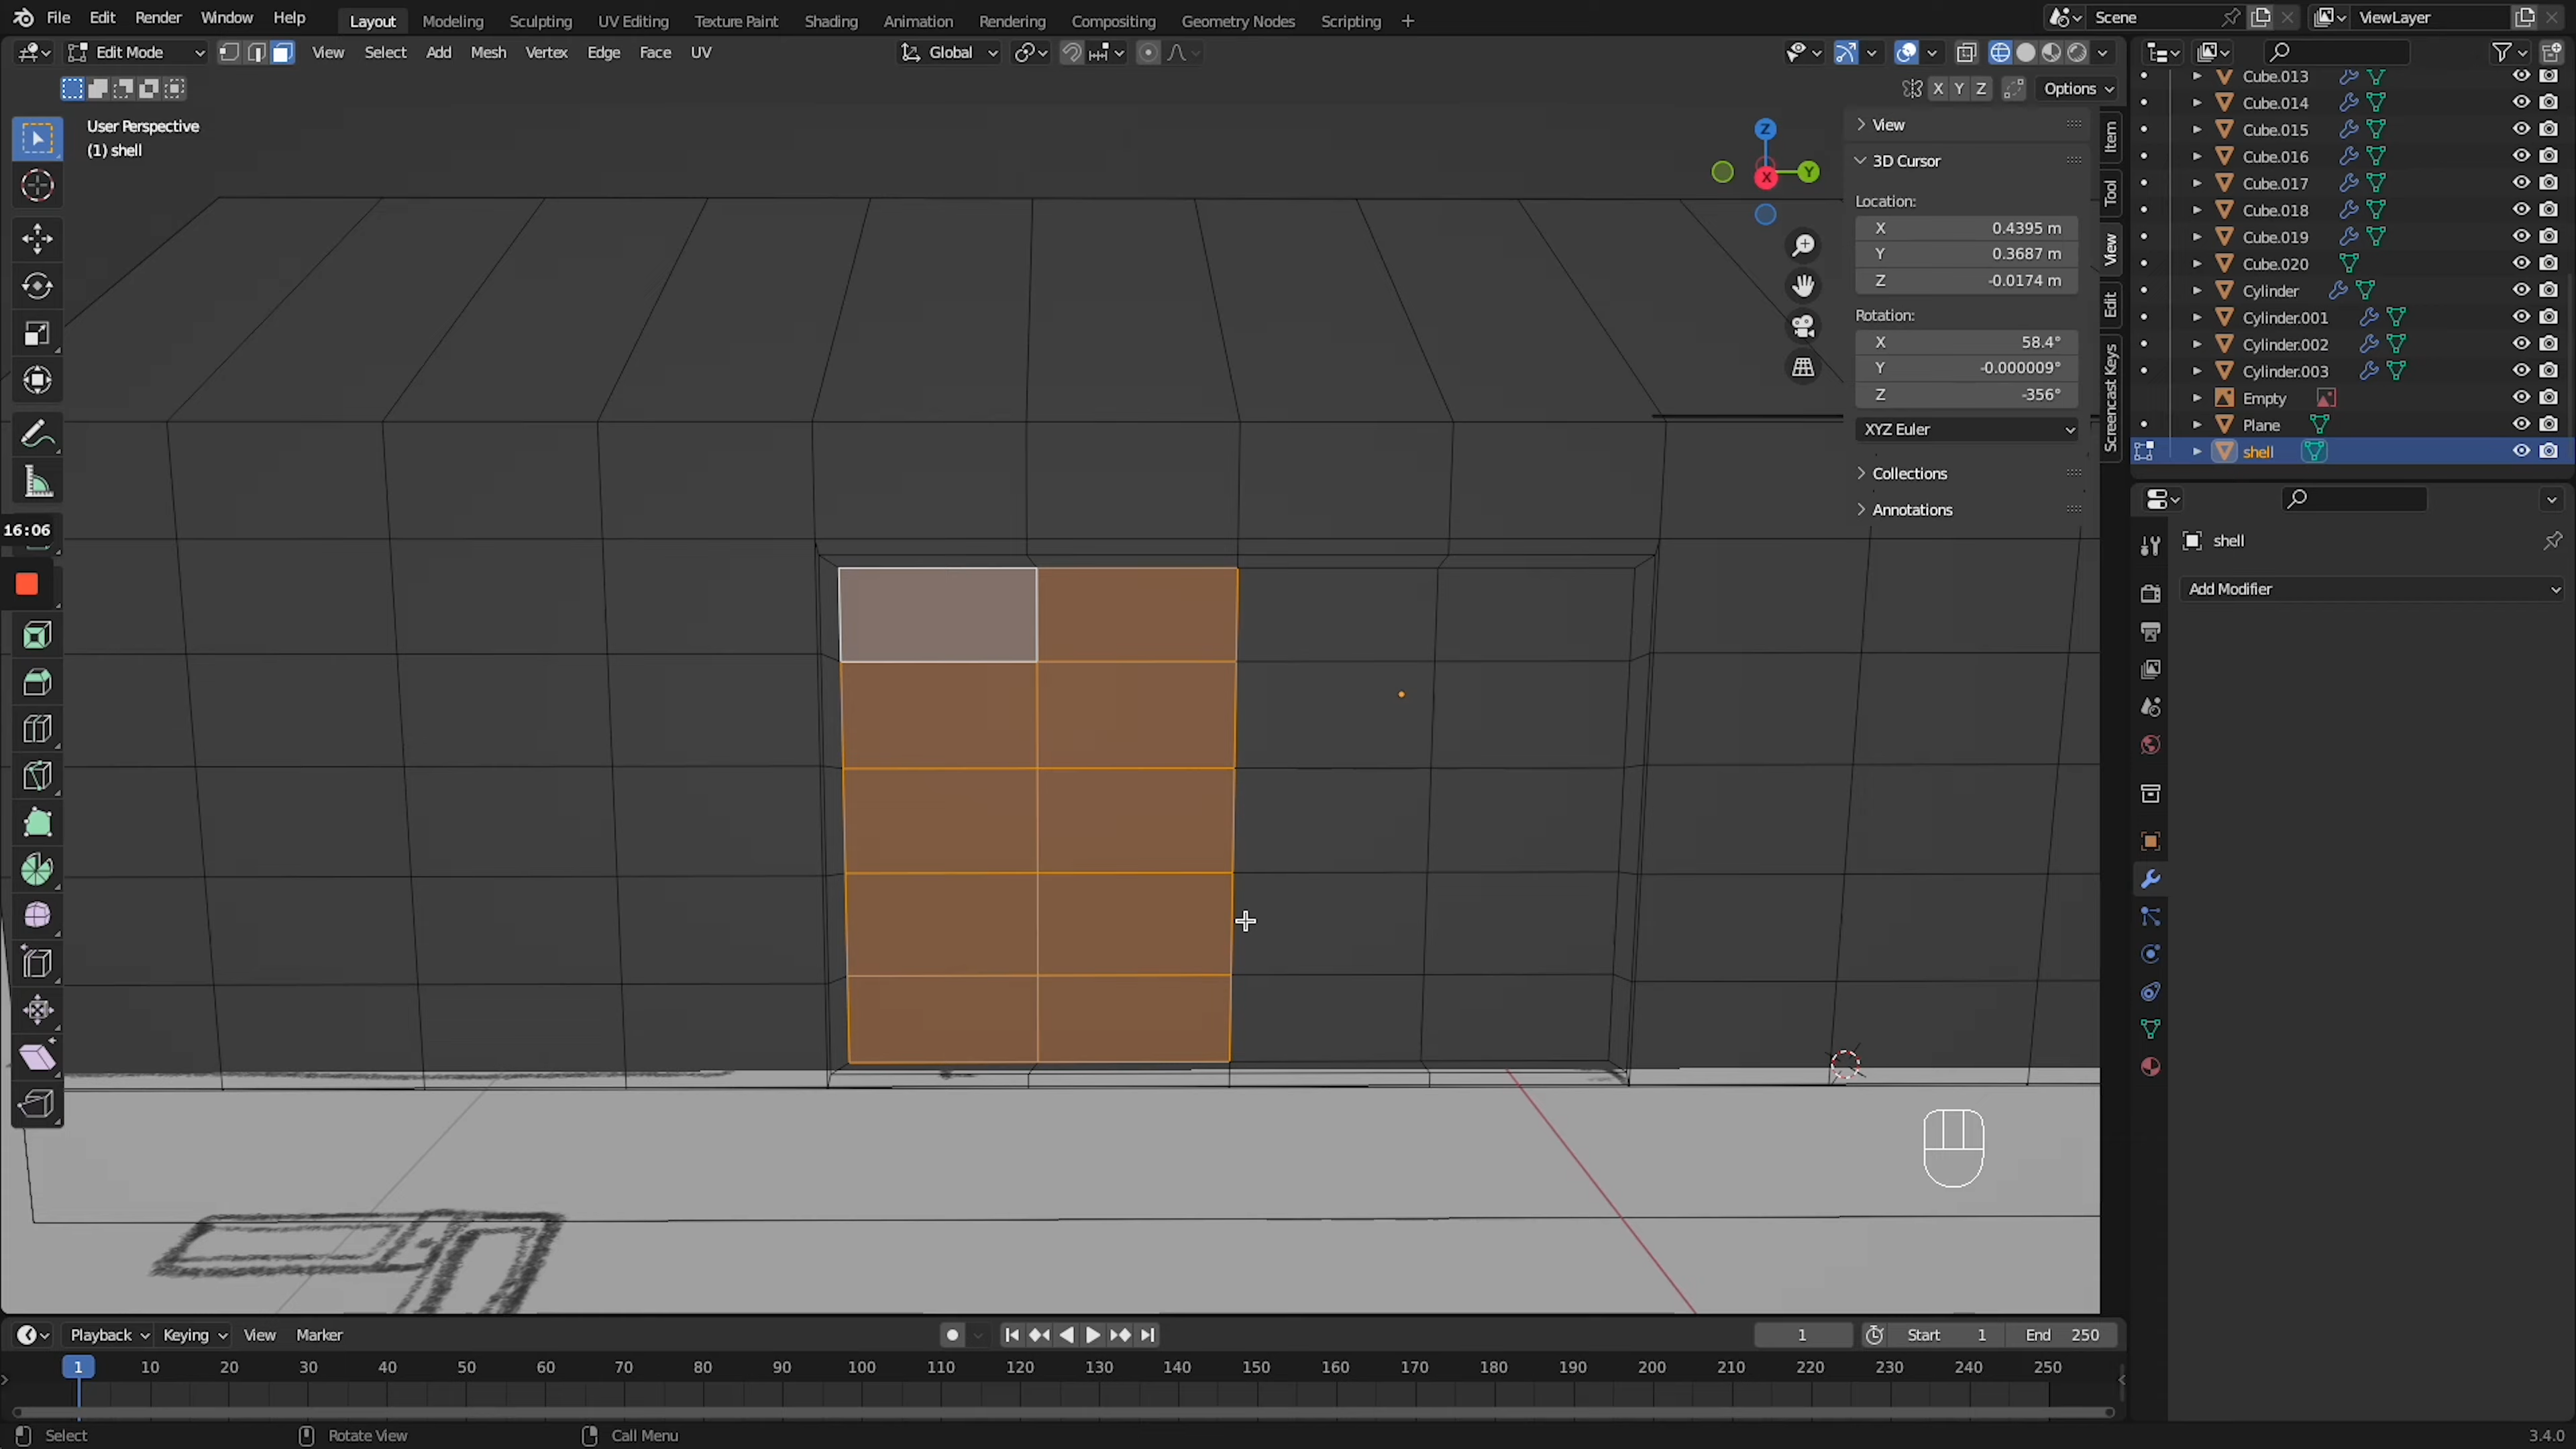 File Edit Render Window Help Layout Modeling Sculpting UV Editing Texture Paint Shading Animation Rendering Compositing Geometry Nodes Scripting + Scene ViewLayer
Edit Mode View Select Add Mesh Vertex Edge Face UV Global
X Y Z Options
User Perspective
(1) shell
Z
X
Y
View
3D Cursor
Location:
X 0.4395 m
Y 0.3687 m
Z -0.0174 m
Rotation:
X 58.4°
Y -0.000009°
Z -356°
XYZ Euler
Collections
Annotations
Item
Tool
View
Edit
Screencast Keys
Cube.013
Cube.014
Cube.015
Cube.016
Cube.017
Cube.018
Cube.019
Cube.020
Cylinder
Cylinder.001
Cylinder.002
Cylinder.003
Empty
Plane
shell
shell
Add Modifier
16:06
Playback Keying View Marker 1 Start 1 End 250
1 10 20 30 40 50 60 70 80 90 100 110 120 130 140 150 160 170 180 190 200 210 220 230 240 250
Select Rotate View Call Menu 3.4.0